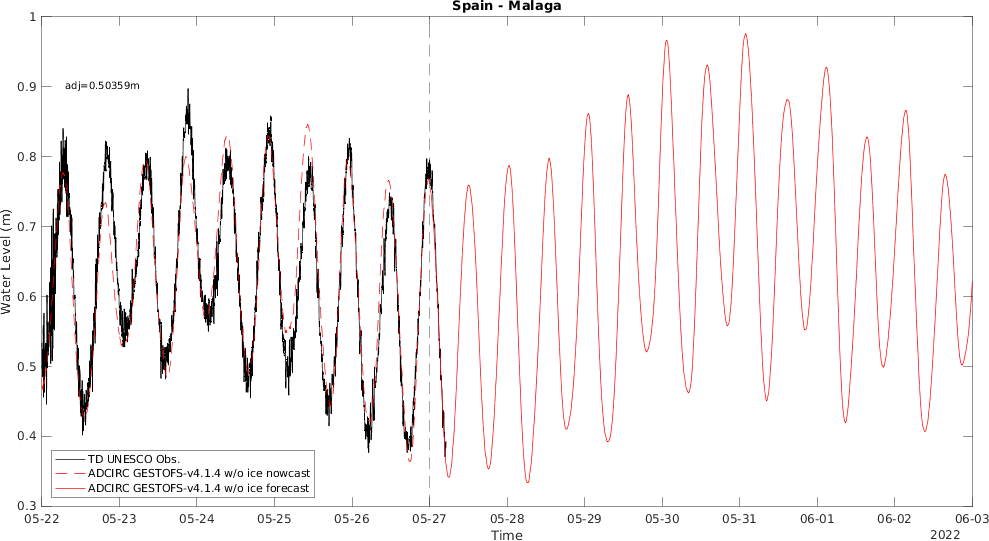 Spain - Malaga
adj=0.50359m
Water Level (m)
1
0.9
0.8
0.7
0.6
0.5
0.4
0.3
TD UNESCO Obs.
ADCIRC GESTOFS-v4.1.4 w/o ice nowcast
ADCIRC GESTOFS-v4.1.4 w/o ice forecast
05-22 05-23 05-24 05-25 05-26 05-27 05-28 05-29 05-30 05-31 06-01 06-02 06-03
Time
2022